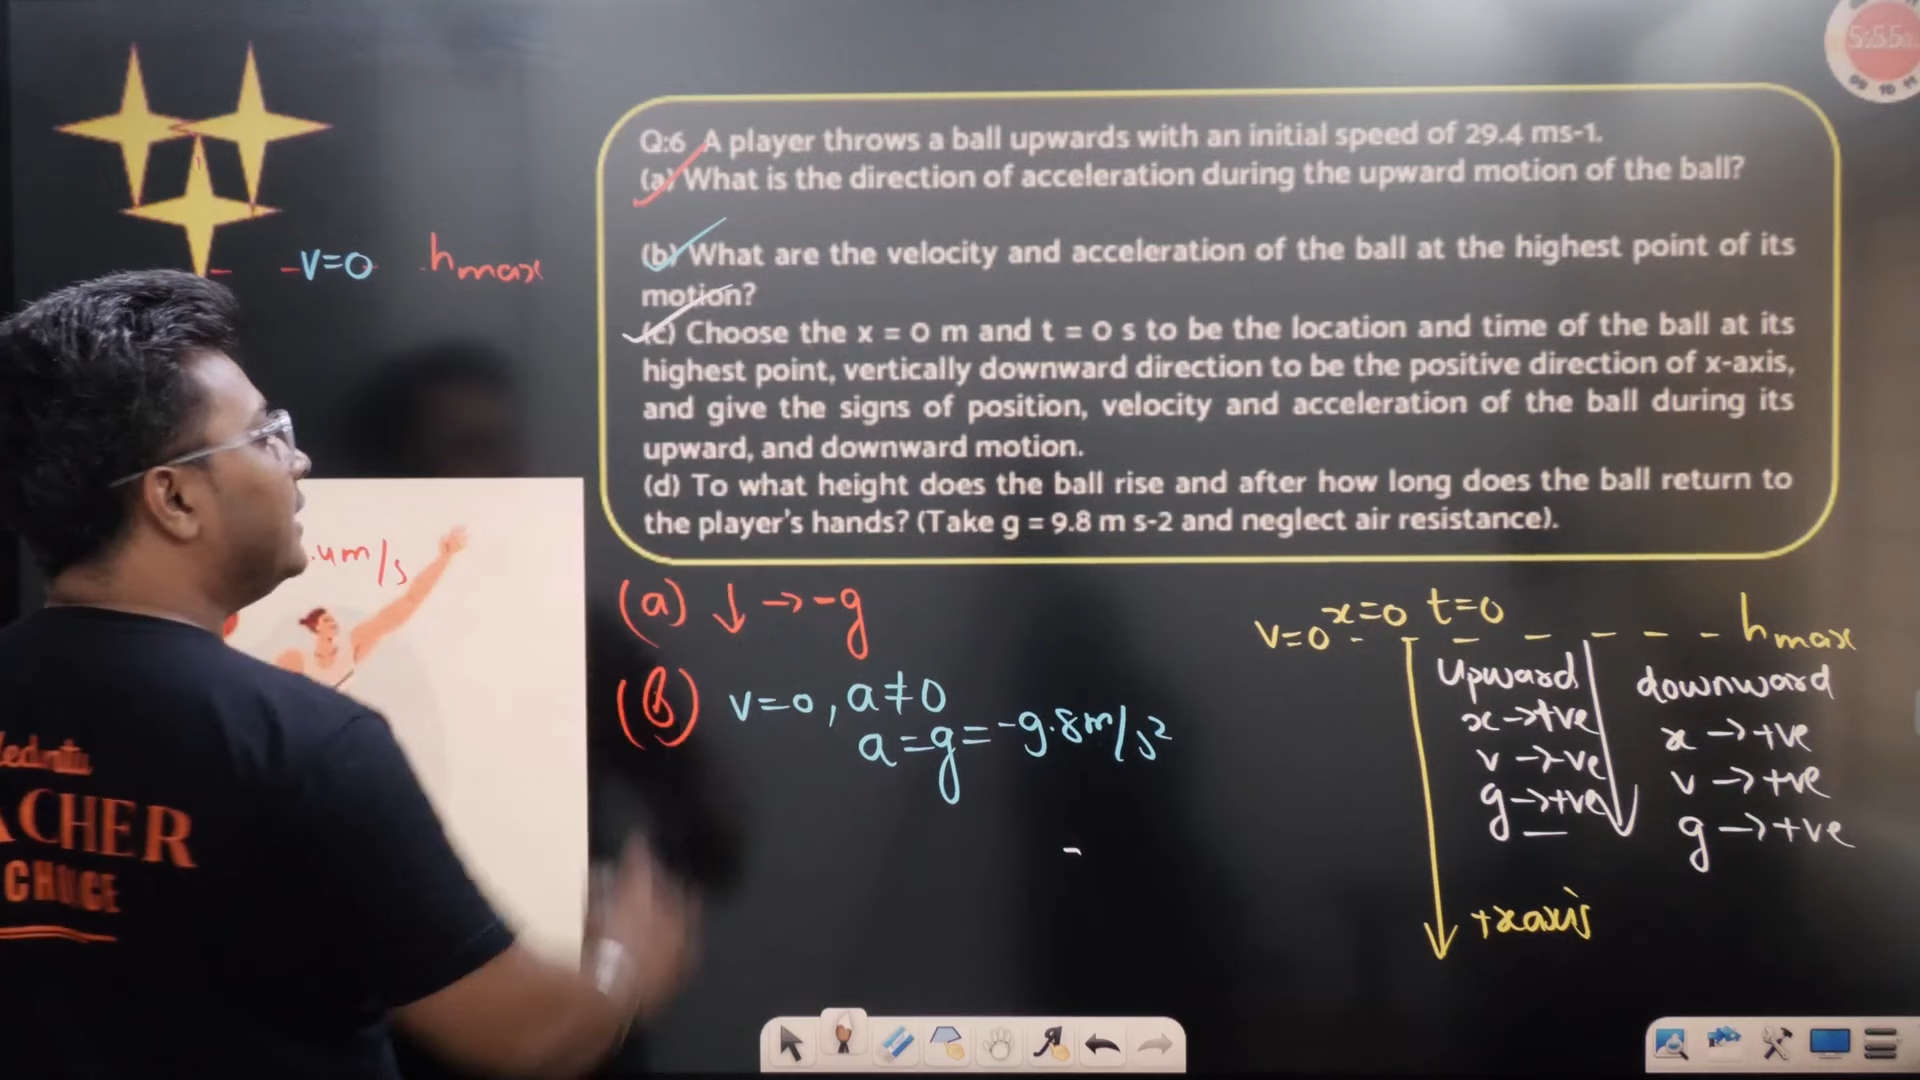 Q:6 A player throws a ball upwards with an initial speed of 29.4 ms-1.
(a) What is the direction of acceleration during the upward motion of the ball?
(b) What are the velocity and acceleration of the ball at the highest point of its
motion?
(c) Choose the x = 0 m and t = 0 s to be the location and time of the ball at its
highest point, vertically downward direction to be the positive direction of x-axis,
and give the signs of position, velocity and acceleration of the ball during its
upward, and downward motion.
(d) To what height does the ball rise and after how long does the ball return to
the player's hands? (Take g = 9.8 m s-2 and neglect air resistance).
v=0 hmax
.4m/s
(a) ↓ → -g
(b) v=0, a≠0
a=g=-9.8m/s²
v=0 x=0 t=0 hmax
upward
x→+ve
v→-ve
g→+ve
downward
x→+ve
v→+ve
g→+ve
+x axis
CHER